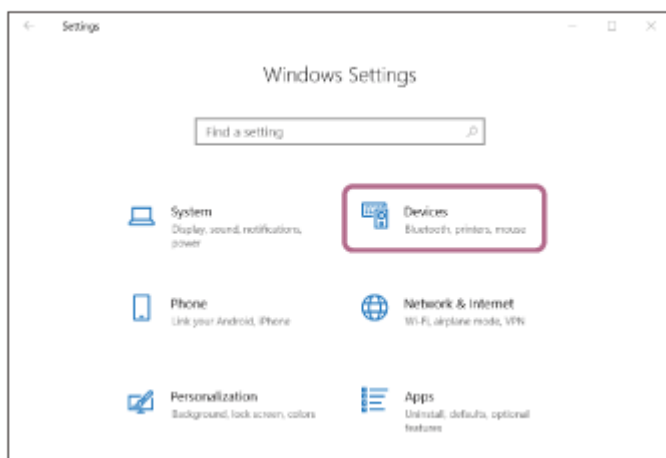 Settings
Windows Settings
Find a setting
System
Display, sound, notifications,
power
Devices
Bluetooth, printers, mouse
Phone
Link your Android, iPhone
Network & Internet
Wi-Fi, airplane mode, VPN
Personalization
Background, lock screen, colors
Apps
Uninstall, defaults, optional
features